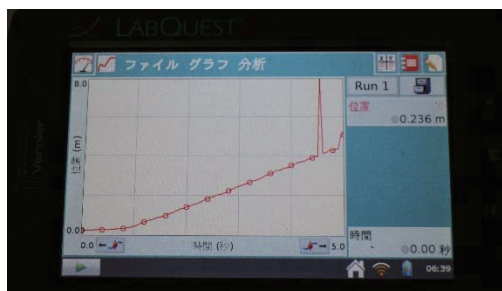 LABQUEST
Vernier
ファイル グラフ 分析
Run 1
8.0
位置 (m)
0.0
0.0
時間 (秒)
5.0
位置
0.236 m
時間
0.00 秒
06:39